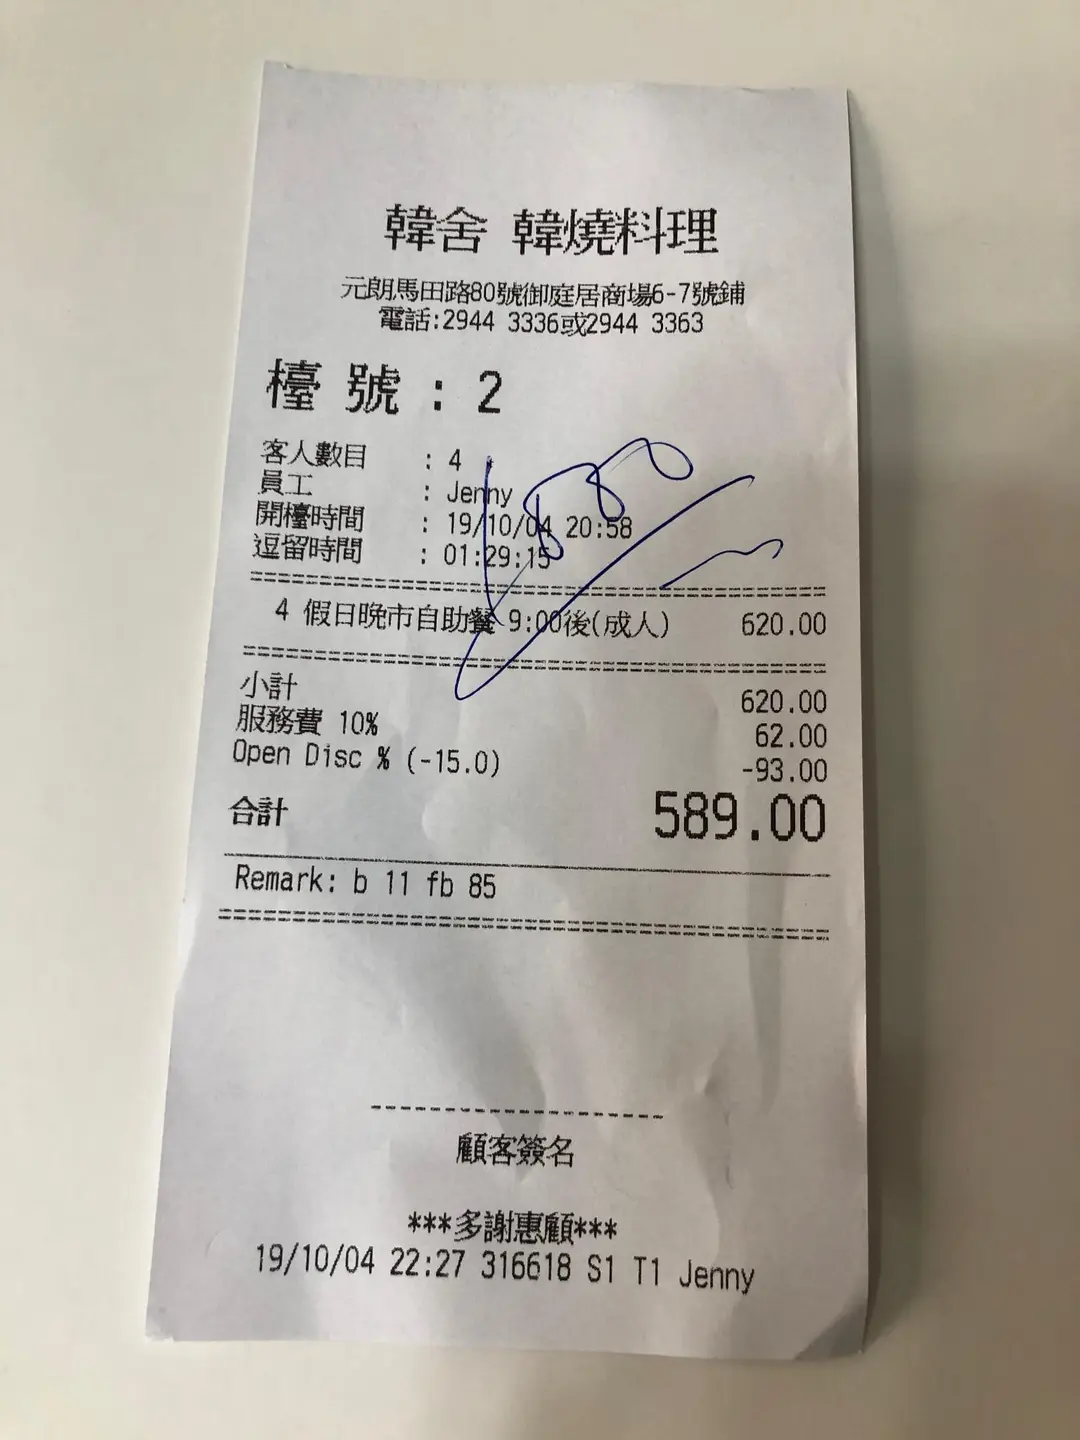 韓舍 韓燒料理
元朗馬田路80號御庭居商場6-7號鋪
電話:2944 3336或2944 3363
檯 號 : 2
客人數目 : 4
員工 : Jenny
開檯時間 : 19/10/04 20:58
逗留時間 : 01:29:15
4 假日晚市自助餐 9:00後(成人) 620.00
小計 620.00
服務費 10% 62.00
Open Disc % (-15.0) -93.00
合計 589.00
Remark: b 11 fb 85
顧客簽名
***多謝惠顧***
19/10/04 22:27 316618 S1 T1 Jenny